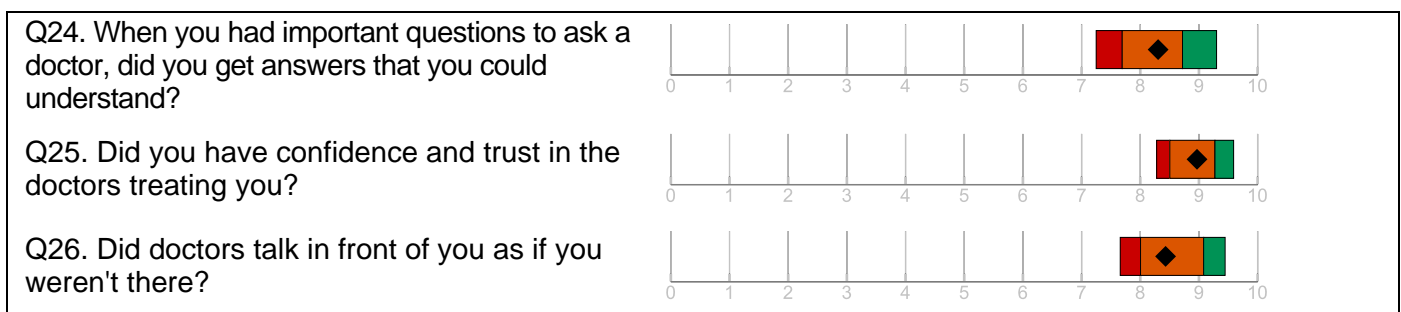 Q24. When you had important questions to ask a
doctor, did you get answers that you could
understand?
0 1 2 3 4 5 6 7 8 9 10
Q25. Did you have confidence and trust in the
doctors treating you?
0 1 2 3 4 5 6 7 8 9 10
Q26. Did doctors talk in front of you as if you
weren't there?
0 1 2 3 4 5 6 7 8 9 10